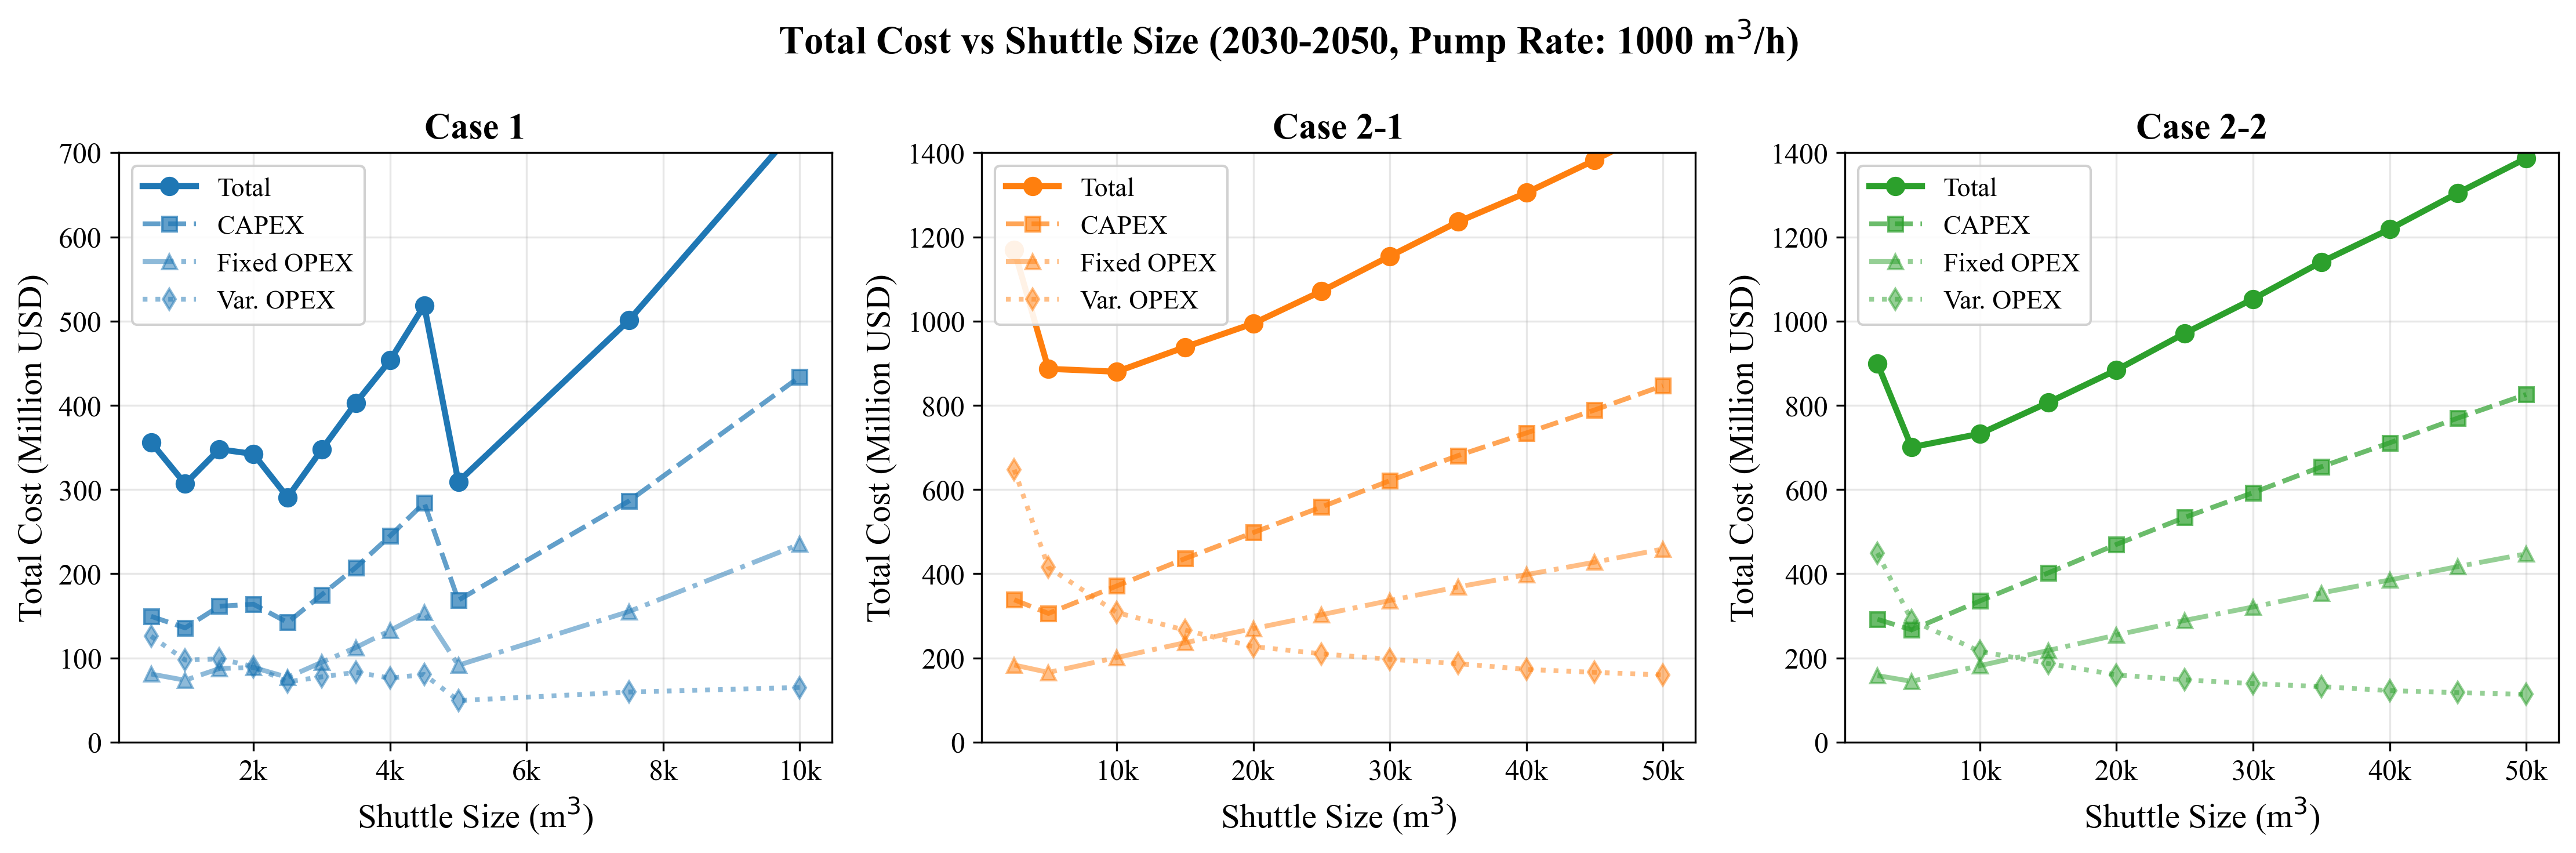 Total Cost vs Shuttle Size (2030-2050, Pump Rate: 1000 m³/h)
Case 1
Total Cost (Million USD)
700
600
500
400
300
200
100
0
Total
CAPEX
Fixed OPEX
Var. OPEX
2k 4k 6k 8k 10k
Shuttle Size (m³)
Case 2-1
Total Cost (Million USD)
1400
1200
1000
800
600
400
200
0
Total
CAPEX
Fixed OPEX
Var. OPEX
10k 20k 30k 40k 50k
Shuttle Size (m³)
Case 2-2
Total Cost (Million USD)
1400
1200
1000
800
600
400
200
0
Total
CAPEX
Fixed OPEX
Var. OPEX
10k 20k 30k 40k 50k
Shuttle Size (m³)